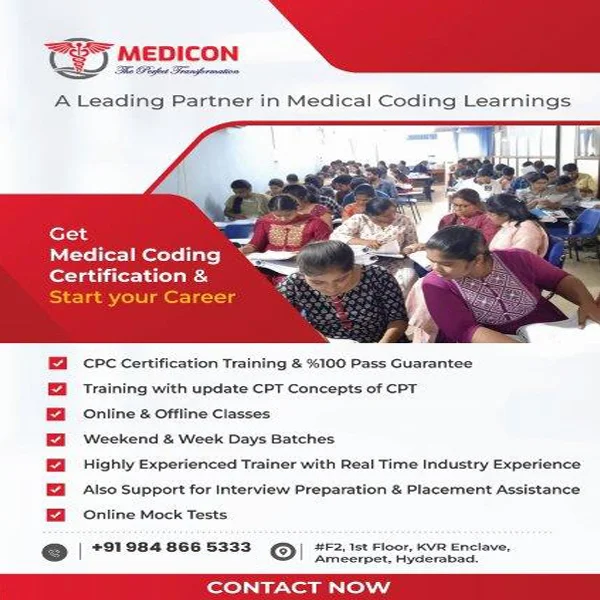 MEDICON
The Perfect Transformation
A Leading Partner in Medical Coding Learnings
Get
Medical Coding
Certification &
Start your Career
CPC Certification Training & %100 Pass Guarantee
Training with update CPT Concepts of CPT
Online & Offline Classes
Weekend & Week Days Batches
Highly Experienced Trainer with Real Time Industry Experience
Also Support for Interview Preparation & Placement Assistance
Online Mock Tests
+91 984 866 5333
#F2, 1st Floor, KVR Enclave,
Ameerpet, Hyderabad.
CONTACT NOW